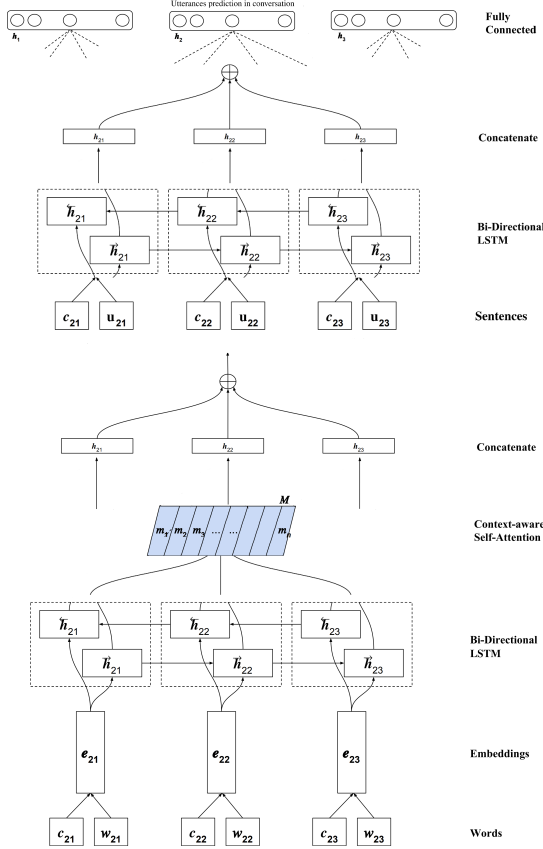 Utterances prediction in conversation
Fully
Connected
h1 h2 h3
Concatenate
h21 h22 h23
h21 h22 h23
Bi-Directional
LSTM
h21 h22 h23
c21 u21 c22 u22 c23 u23
Sentences
Concatenate
h21 h22 h23
M
m1 m2 m3 ... ... mn
Context-aware
Self-Attention
h21 h22 h23
Bi-Directional
LSTM
h21 h22 h23
e21 e22 e23
Embeddings
c21 w21 c22 w22 c23 w23
Words